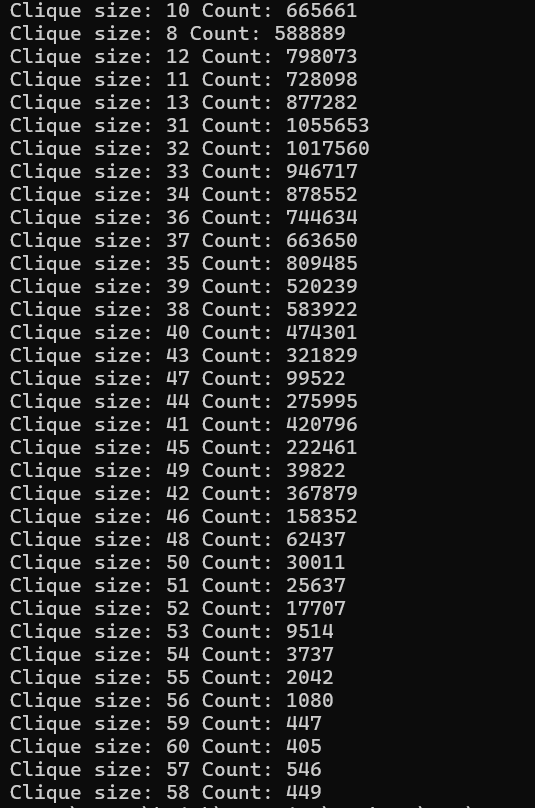 Clique size: 10 Count: 665661
Clique size: 8 Count: 588889
Clique size: 12 Count: 798073
Clique size: 11 Count: 728098
Clique size: 13 Count: 877282
Clique size: 31 Count: 1055653
Clique size: 32 Count: 1017560
Clique size: 33 Count: 946717
Clique size: 34 Count: 878552
Clique size: 36 Count: 744634
Clique size: 37 Count: 663650
Clique size: 35 Count: 809485
Clique size: 39 Count: 520239
Clique size: 38 Count: 583922
Clique size: 40 Count: 474301
Clique size: 43 Count: 321829
Clique size: 47 Count: 99522
Clique size: 44 Count: 275995
Clique size: 41 Count: 420796
Clique size: 45 Count: 222461
Clique size: 49 Count: 39822
Clique size: 42 Count: 367879
Clique size: 46 Count: 158352
Clique size: 48 Count: 62437
Clique size: 50 Count: 30011
Clique size: 51 Count: 25637
Clique size: 52 Count: 17707
Clique size: 53 Count: 9514
Clique size: 54 Count: 3737
Clique size: 55 Count: 2042
Clique size: 56 Count: 1080
Clique size: 59 Count: 447
Clique size: 60 Count: 405
Clique size: 57 Count: 546
Clique size: 58 Count: 449